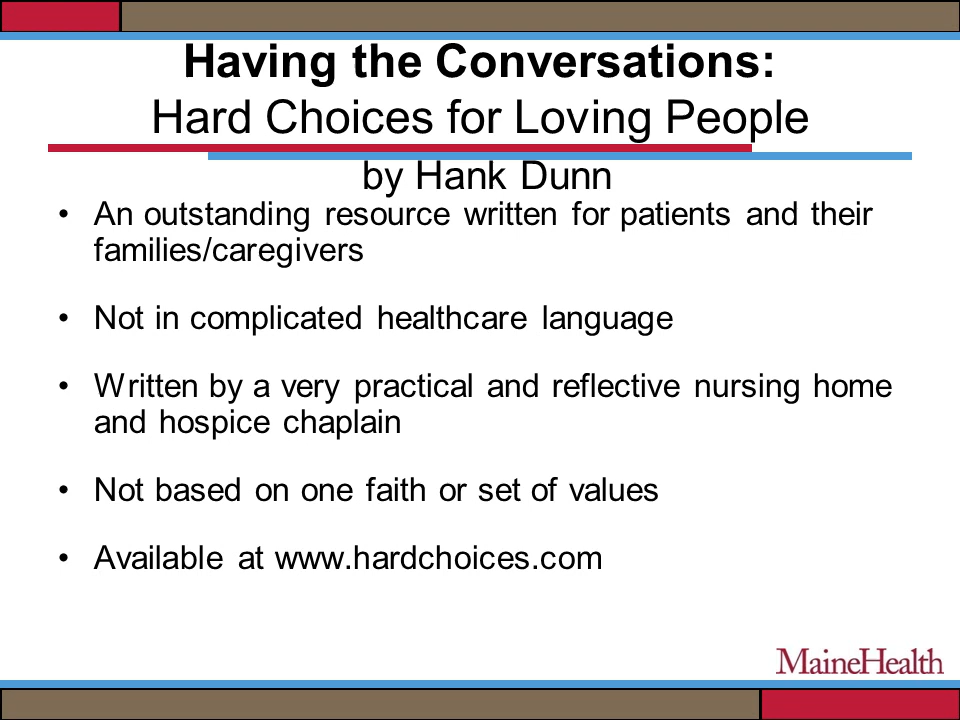 Having the Conversations:
Hard Choices for Loving People
by Hank Dunn
• An outstanding resource written for patients and their
families/caregivers
• Not in complicated healthcare language
• Written by a very practical and reflective nursing home
and hospice chaplain
• Not based on one faith or set of values
• Available at www.hardchoices.com
MaineHealth